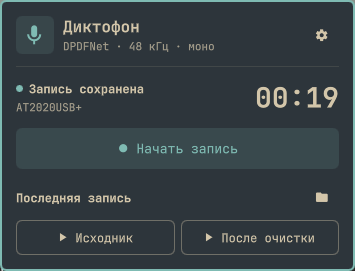 Диктофон
DPDFNet · 48 кГц · моно
Запись сохранена
00:19
AT2020USB+
Начать запись
Последняя запись
Исходник
После очистки